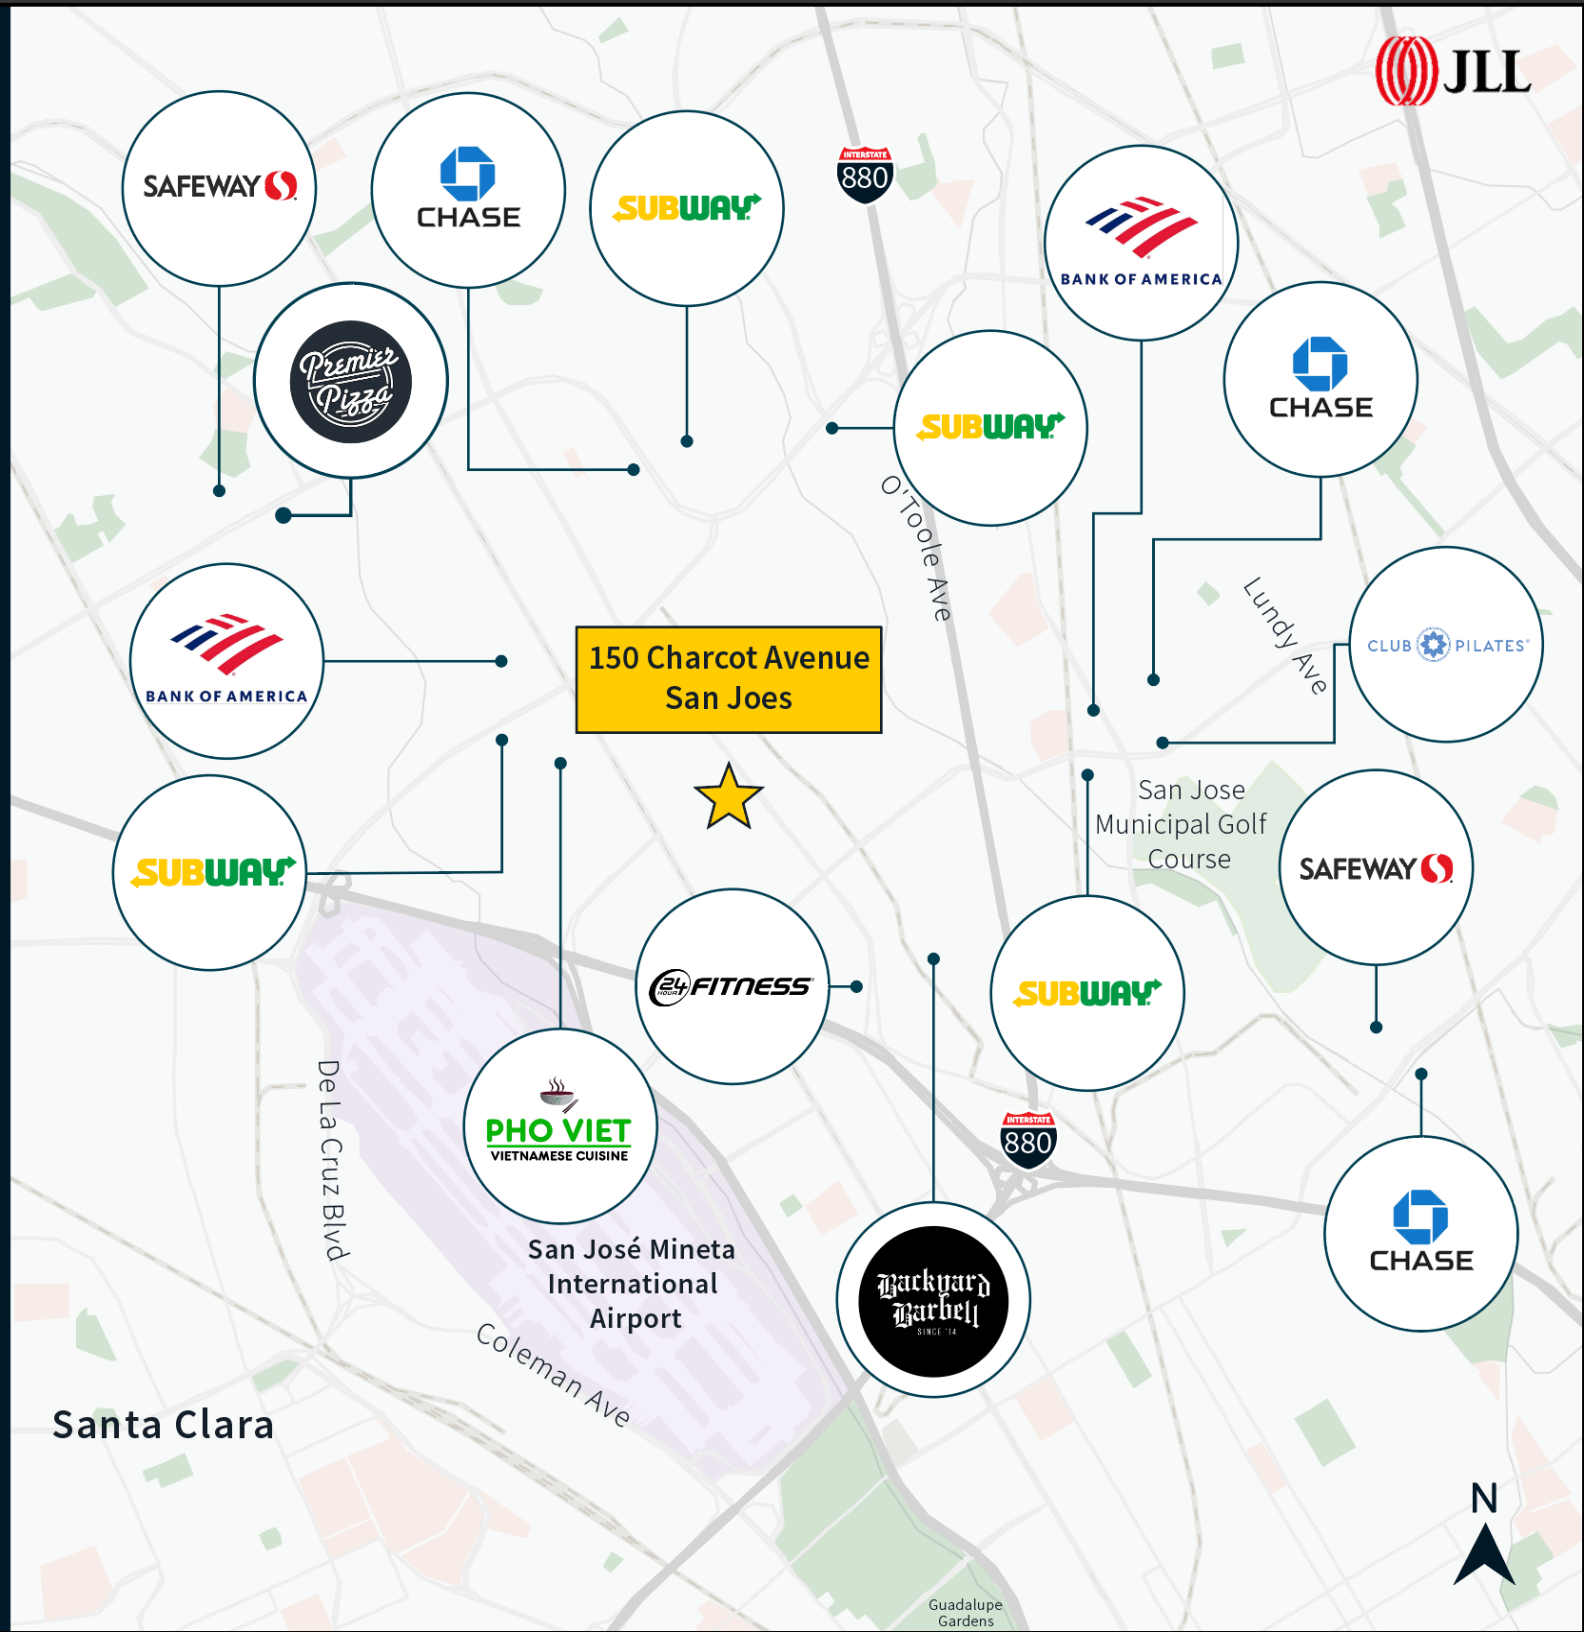 JLL
SAFEWAY
CHASE
SUBWAY
INTERSTATE
880
BANK OF AMERICA
Premier
Pizza
CHASE
SUBWAY
O'Toole Ave
BANK OF AMERICA
Lundy Ave
CLUB PILATES
150 Charcot Avenue
San Joes
San Jose
Municipal Golf
Course
SUBWAY
SAFEWAY
24
HOUR
FITNESS
SUBWAY
De La Cruz Blvd
PHO VIET
VIETNAMESE CUISINE
INTERSTATE
880
CHASE
San José Mineta
International
Airport
Backyard
Barbell
SINCE '14
Coleman Ave
Santa Clara
N
Guadalupe
Gardens